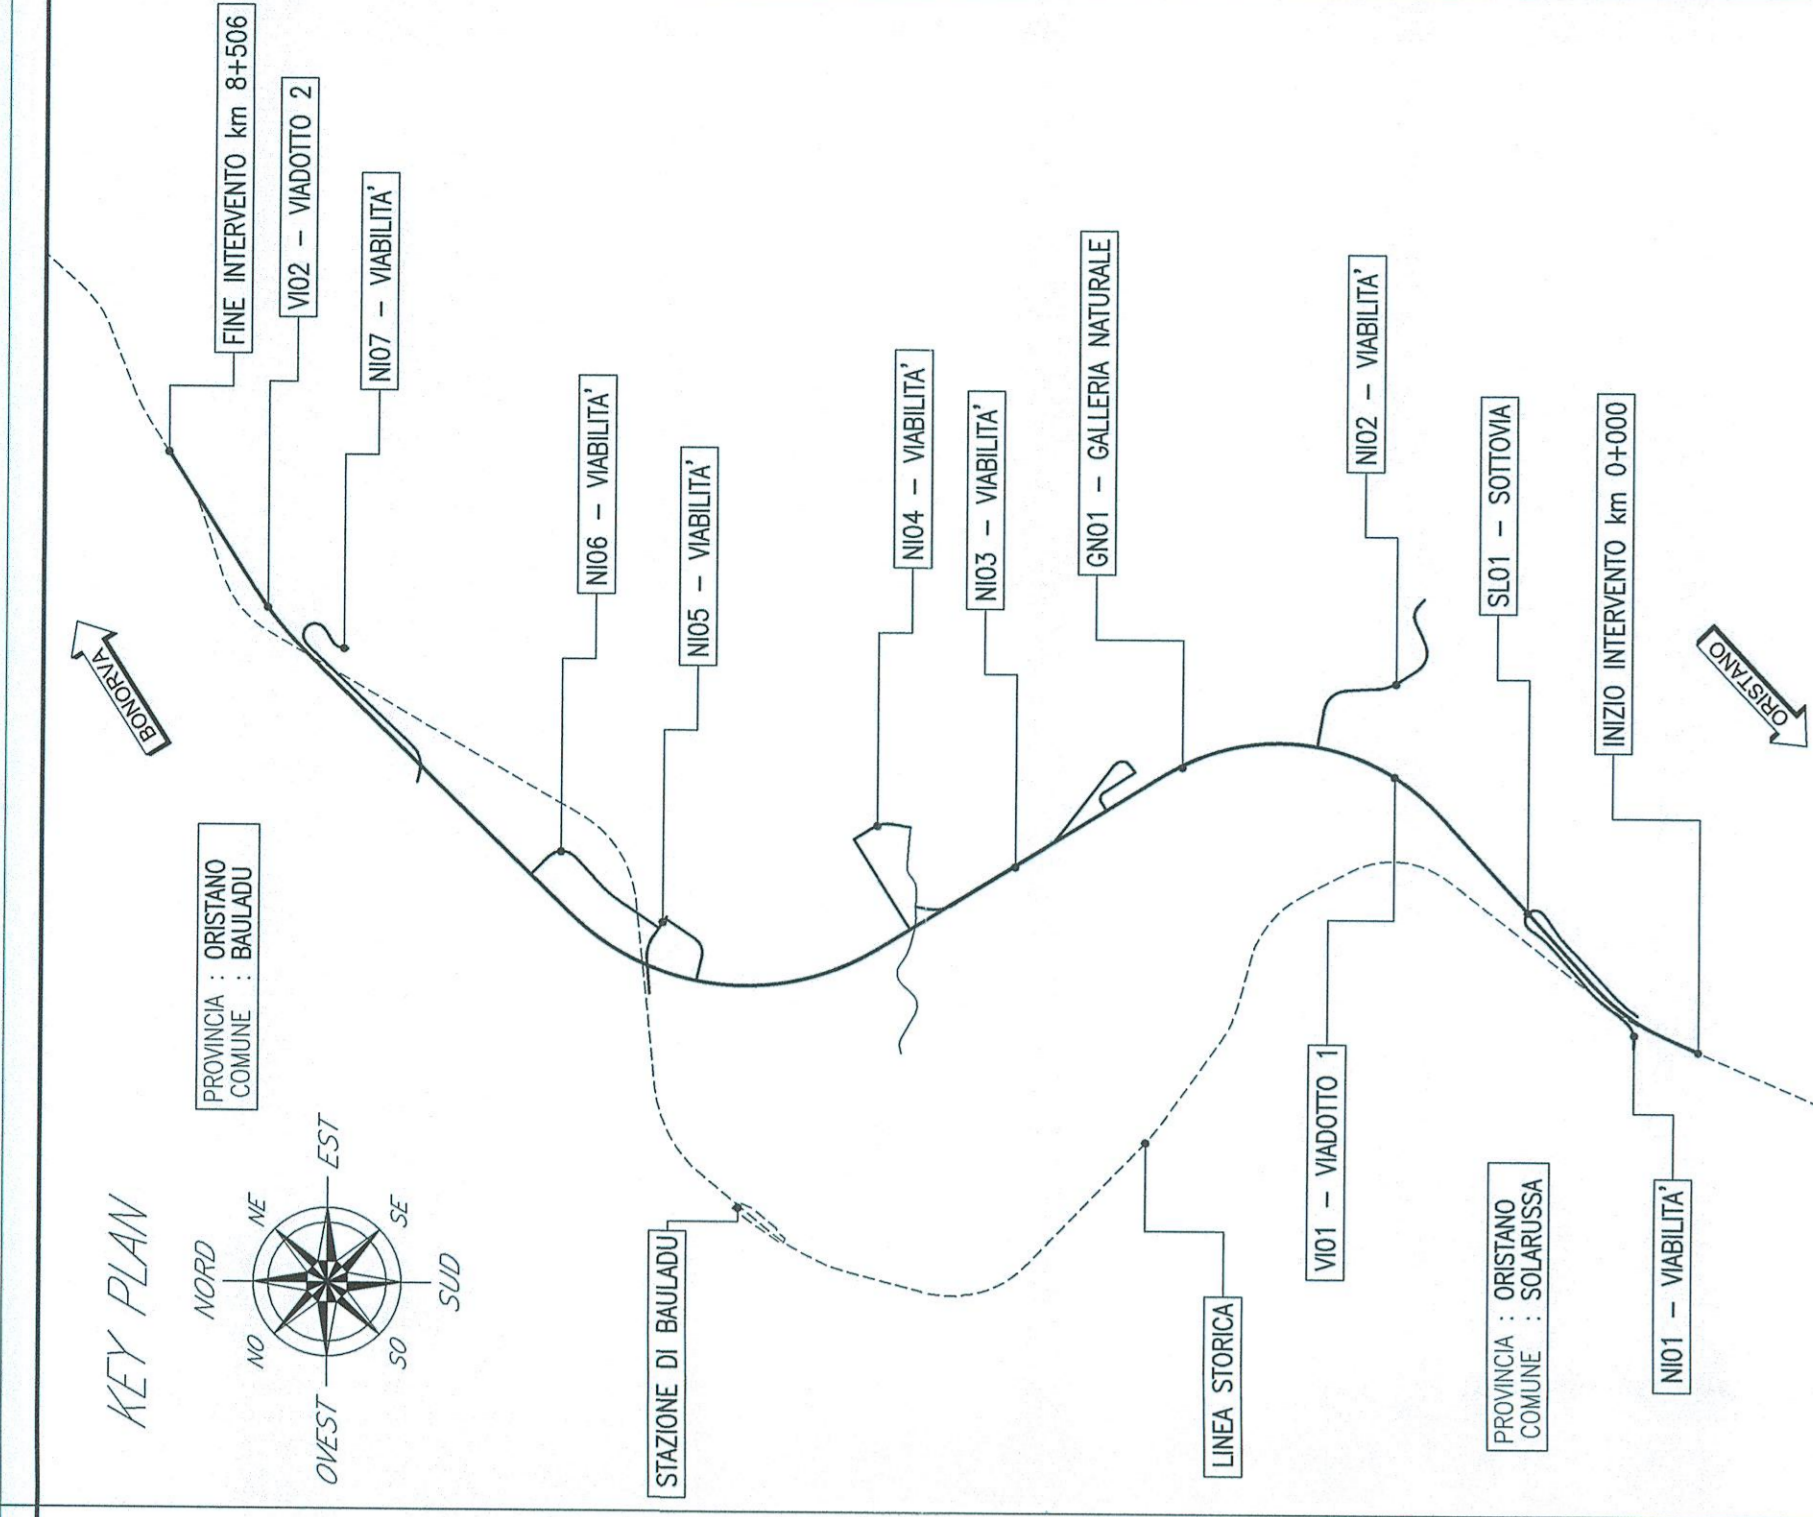 KEY PLAN
NORD
NE
EST
SE
SUD
SO
OVEST
NO
PROVINCIA : ORISTANO
COMUNE : BAULADU
BONORVA
FINE INTERVENTO km 8+506
VI02 - VIADOTTO 2
NI07 - VIABILITA'
NI06 - VIABILITA'
NI05 - VIABILITA'
STAZIONE DI BAULADU
NI04 - VIABILITA'
NI03 - VIABILITA'
GN01 - GALLERIA NATURALE
LINEA STORICA
VI01 - VIADOTTO 1
NI02 - VIABILITA'
SL01 - SOTTOVIA
PROVINCIA : ORISTANO
COMUNE : SOLARUSSA
INIZIO INTERVENTO km 0+000
NI01 - VIABILITA'
ORISTANO